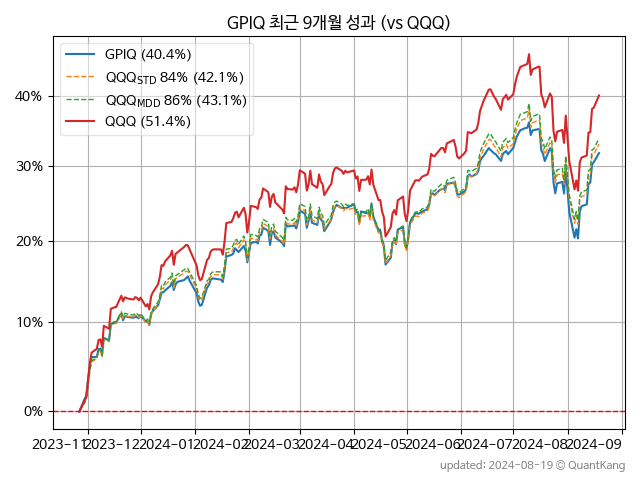 GPIQ 최근 9개월 성과 (vs QQQ)
GPIQ (40.4%)
QQQSTD 84% (42.1%)
QQQMDD 86% (43.1%)
QQQ (51.4%)
40%
30%
20%
10%
0%
2023-11 2023-12 2024-01 2024-02 2024-03 2024-04 2024-05 2024-06 2024-07 2024-08 2024-09
updated: 2024-08-19 © QuantKang